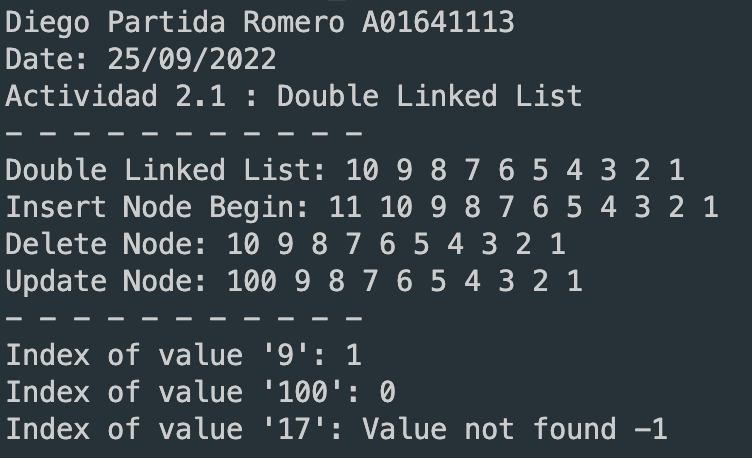 Diego Partida Romero A01641113
Date: 25/09/2022
Actividad 2.1 : Double Linked List
- - - - - - - - - - -
Double Linked List: 10 9 8 7 6 5 4 3 2 1
Insert Node Begin: 11 10 9 8 7 6 5 4 3 2 1
Delete Node: 10 9 8 7 6 5 4 3 2 1
Update Node: 100 9 8 7 6 5 4 3 2 1
- - - - - - - - - - -
Index of value '9': 1
Index of value '100': 0
Index of value '17': Value not found -1